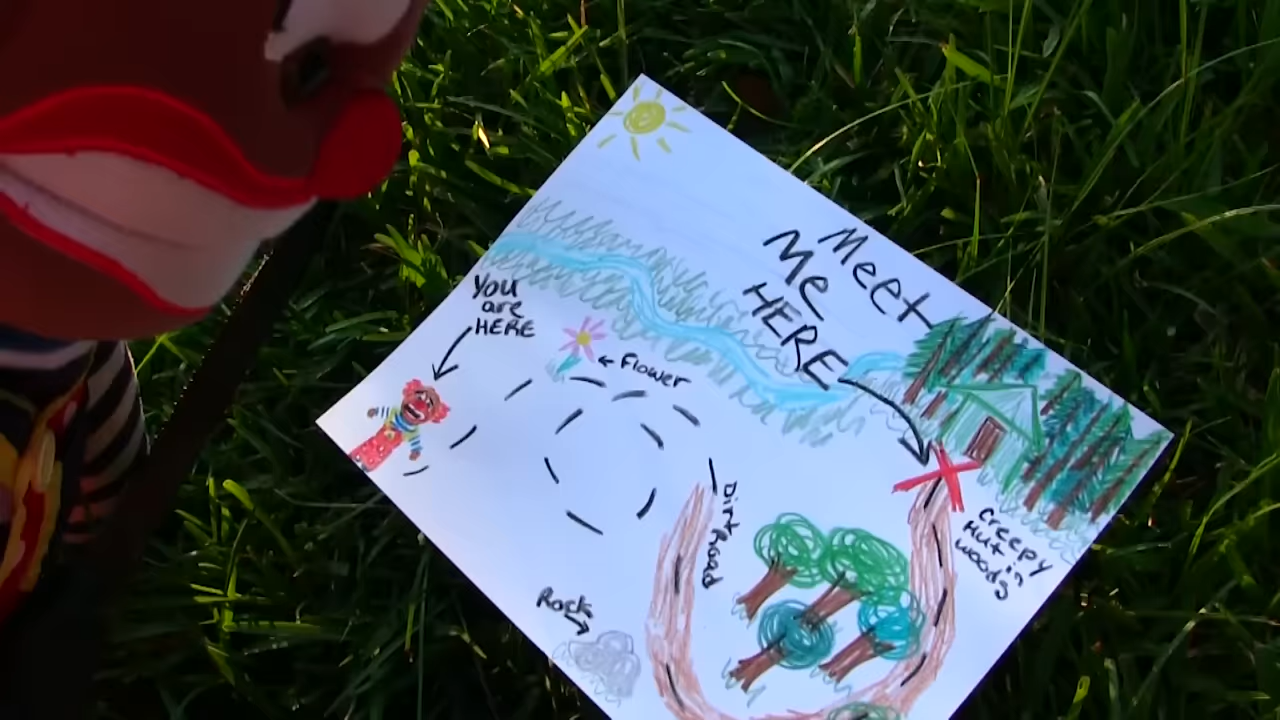 Meet
Me
HERE
You
are
HERE
Flower
Dirt road
Rock
Creepy
Hut in
woods